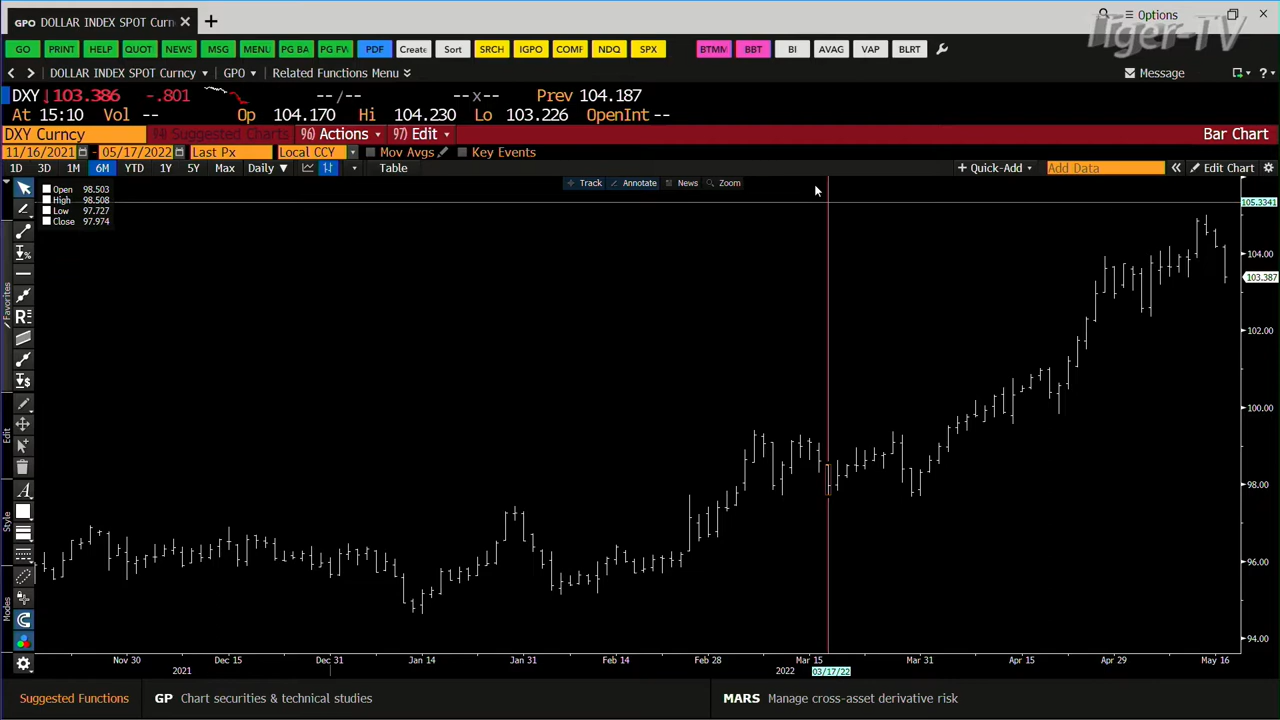 GPO DOLLAR INDEX SPOT Curn
Options
Tiger-TV
GO PRINT HELP QUOT NEWS MSG MENU PG BA PG FV PDF Create Sort SRCH IGPO COMF NDQ SPX BTMM BBT BI AVAG VAP BLRT
DOLLAR INDEX SPOT Curncy GPO Related Functions Menu Message ?
DXY 103.386 -.801 --/-- --x-- Prev 104.187
At 15:10 Vol -- Op 104.170 Hi 104.230 Lo 103.226 OpenInt --
DXY Curncy 94) Suggested Charts 96) Actions 97) Edit Bar Chart
11/16/2021 - 05/17/2022 Last Px Local CCY Mov Avgs Key Events
1D 3D 1M 6M YTD 1Y 5Y Max Daily Table + Quick-Add Add Data Edit Chart
Track Annotate News Zoom
Open 98.503
High 98.508
Low 97.727
Close 97.974
105.3341
104.00
103.387
102.00
100.00
98.00
96.00
94.00
Favorites
Edit
Style
Modes
Nov 30 Dec 15 Dec 31 Jan 14 Jan 31 Feb 14 Feb 28 Mar 15 Mar 31 Apr 15 Apr 29 May 16
2021 2022 03/17/22
Suggested Functions GP Chart securities & technical studies MARS Manage cross-asset derivative risk